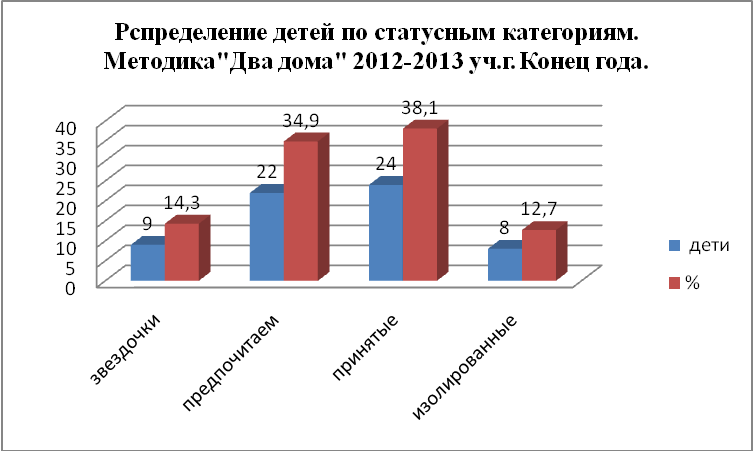 Рспределение детей по статусным категориям.
Методика"Два дома" 2012-2013 уч.г. Конец года.
40
35
30
25
20
15
10
5
0
9
14,3
22
34,9
24
38,1
8
12,7
звездочки
предпочитаем
принятые
изолированные
дети
%